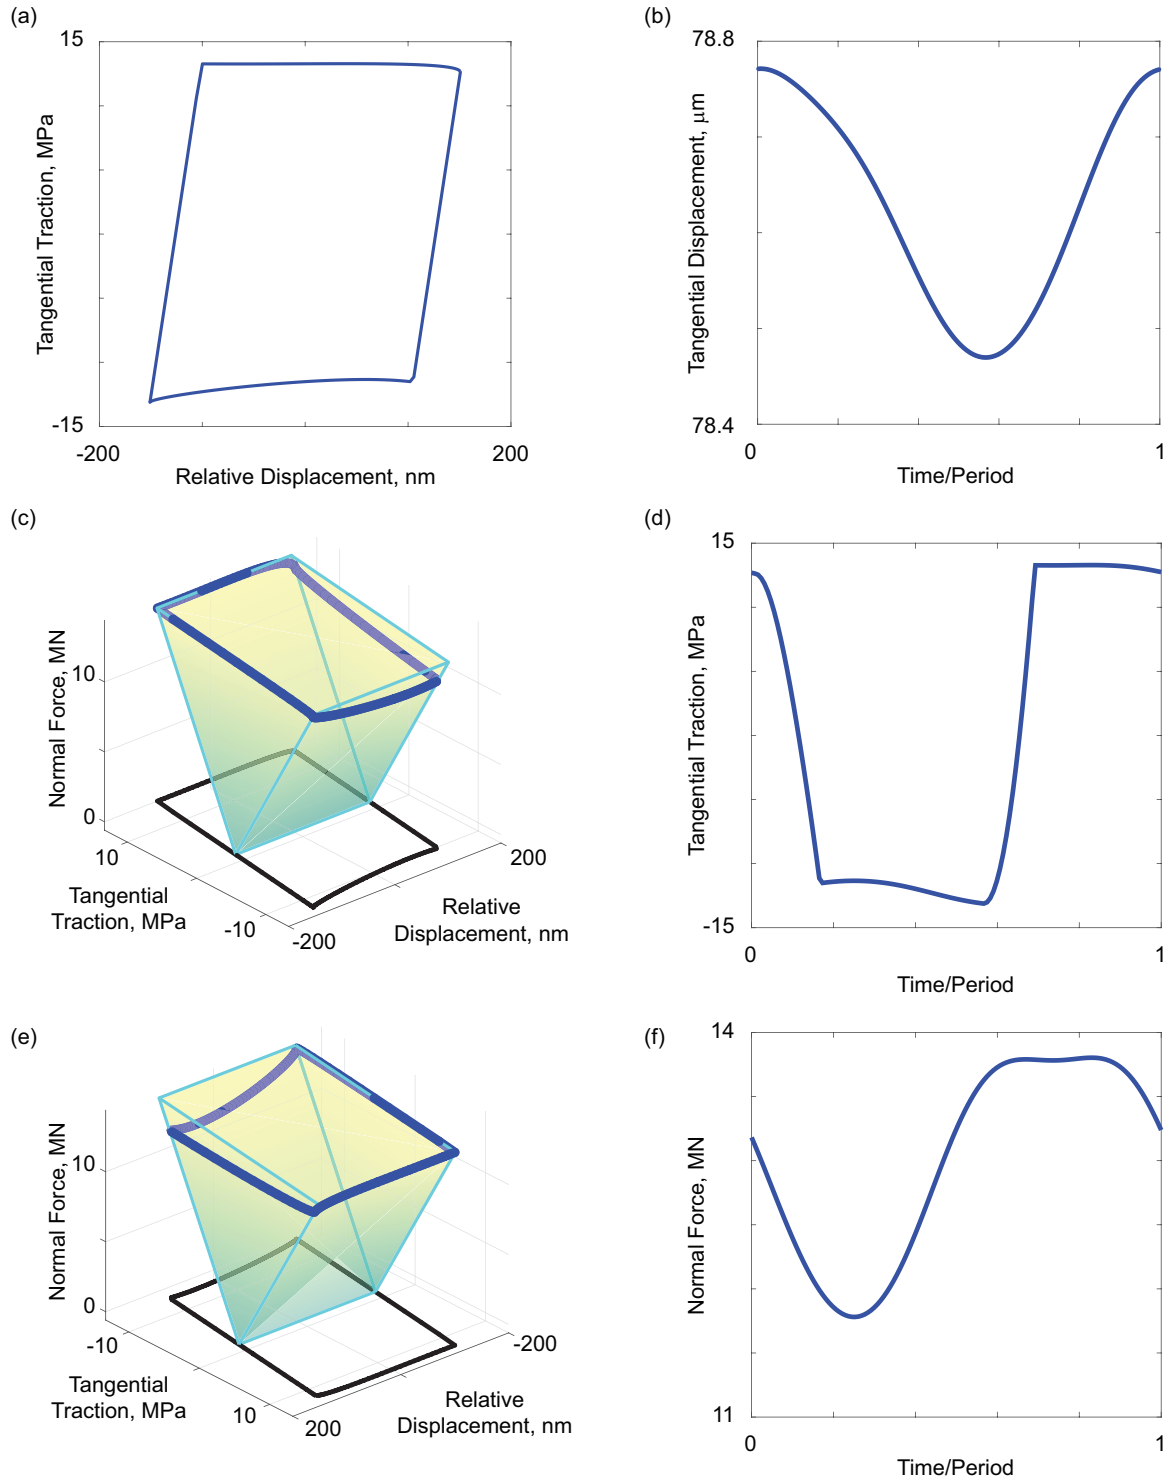 (a)
15
Tangential Traction, MPa
-15
-200
200
Relative Displacement, nm
(b)
78.8
Tangential Displacement, μm
78.4
0
1
Time/Period
(c)
Normal Force, MN
10
0
10
Tangential
Traction, MPa
-10
-200
Relative
Displacement, nm
200
(d)
15
Tangential Traction, MPa
-15
0
1
Time/Period
(e)
Normal Force, MN
10
0
-10
Tangential
Traction, MPa
10
200
Relative
Displacement, nm
-200
(f)
14
Normal Force, MN
11
0
1
Time/Period